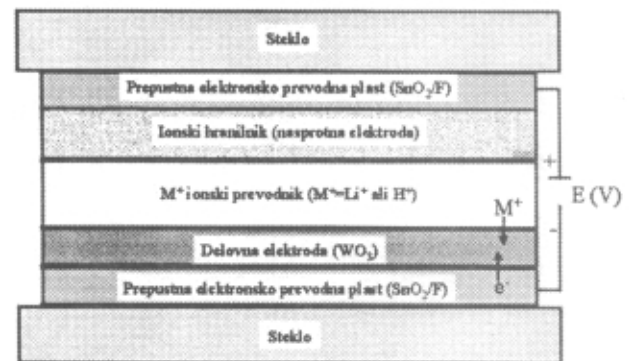 Steklo
Prepustna elektronsko prevodna plast (SnO₂/F)
Ionski hranilnik (nasprotna elektroda)
+
M⁺ ionski prevodnik (M⁺=Li⁺ ali H⁺)
E (V)
M⁺
-
Delovna elektroda (WO₃)
Prepustna elektronsko prevodna plast (SnO₂/F)
e⁻
Steklo